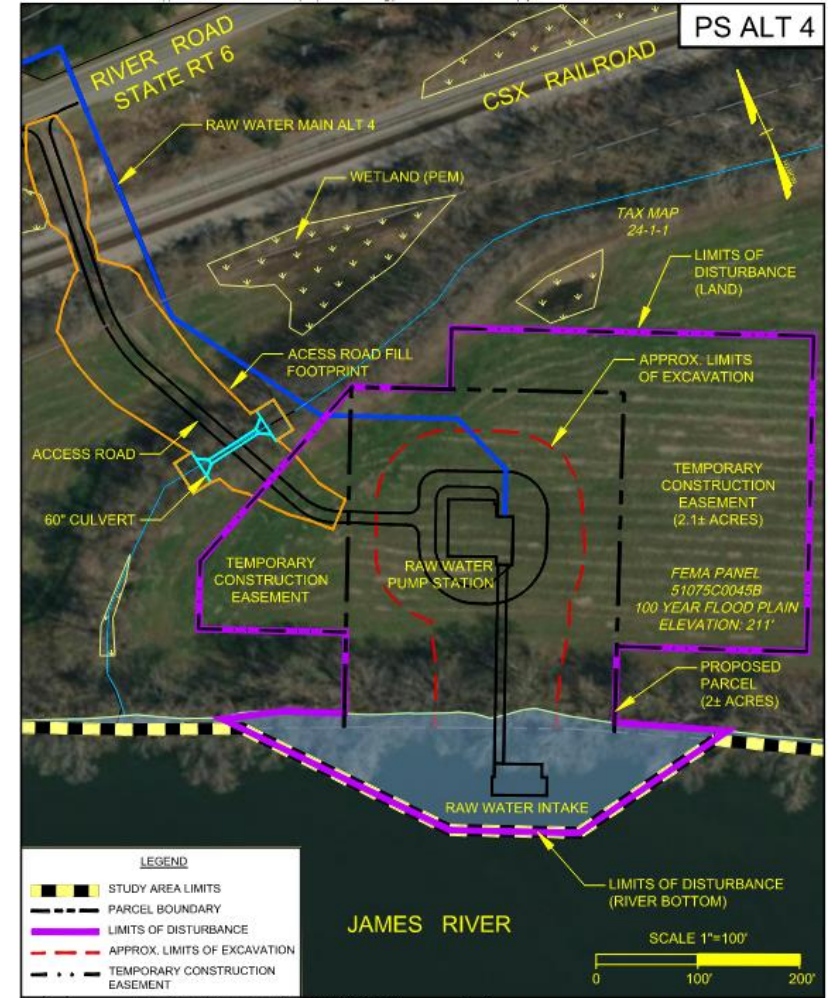 PS ALT 4
RIVER ROAD
STATE RT 6
CSX RAILROAD
RAW WATER MAIN ALT 4
WETLAND (PEM)
TAX MAP
24-1-1
LIMITS OF
DISTURBANCE
(LAND)
ACESS ROAD FILL
FOOTPRINT
APPROX. LIMITS
OF EXCAVATION
ACCESS ROAD
60" CULVERT
TEMPORARY
CONSTRUCTION
EASEMENT
RAW WATER
PUMP STATION
TEMPORARY
CONSTRUCTION
EASEMENT
(2.1± ACRES)
FEMA PANEL
51075C0045B
100 YEAR FLOOD PLAIN
ELEVATION: 211'
PROPOSED
PARCEL
(2± ACRES)
RAW WATER INTAKE
LIMITS OF DISTURBANCE
(RIVER BOTTOM)
JAMES RIVER
LEGEND
STUDY AREA LIMITS
PARCEL BOUNDARY
LIMITS OF DISTURBANCE
APPROX. LIMITS OF EXCAVATION
TEMPORARY CONSTRUCTION
EASEMENT
SCALE 1"=100'
0 100' 200'